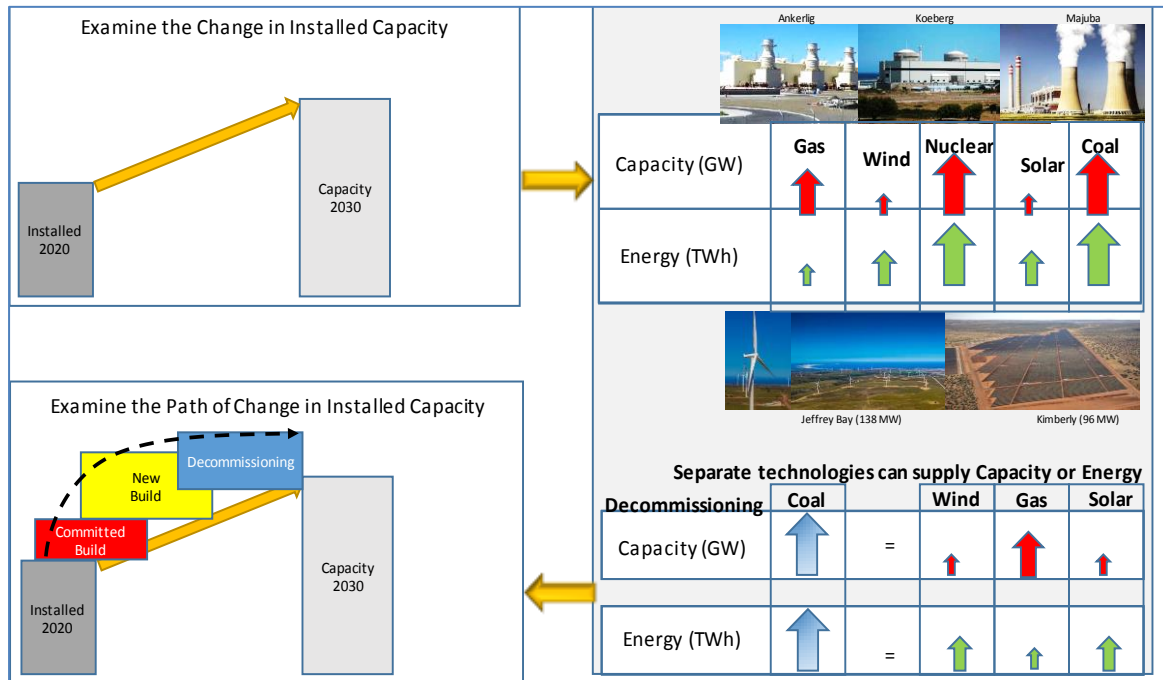 Examine the Change in Installed Capacity
Installed
2020
Capacity
2030
Ankerlig
Koeberg
Majuba
Capacity (GW)
Gas
Wind
Nuclear
Solar
Coal
Energy (TWh)
Jeffrey Bay (138 MW)
Kimberly (96 MW)
Examine the Path of Change in Installed Capacity
Decommissioning
New
Build
Committed
Build
Installed
2020
Capacity
2030
Separate technologies can supply Capacity or Energy
Decommissioning
Coal
Wind
Gas
Solar
Capacity (GW)
=
Energy (TWh)
=